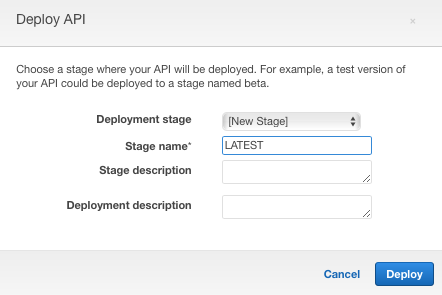 Deploy API
×
Choose a stage where your API will be deployed. For example, a test version of
your API could be deployed to a stage named beta.
Deployment stage [New Stage]
Stage name* LATEST
Stage description
Deployment description
Cancel Deploy